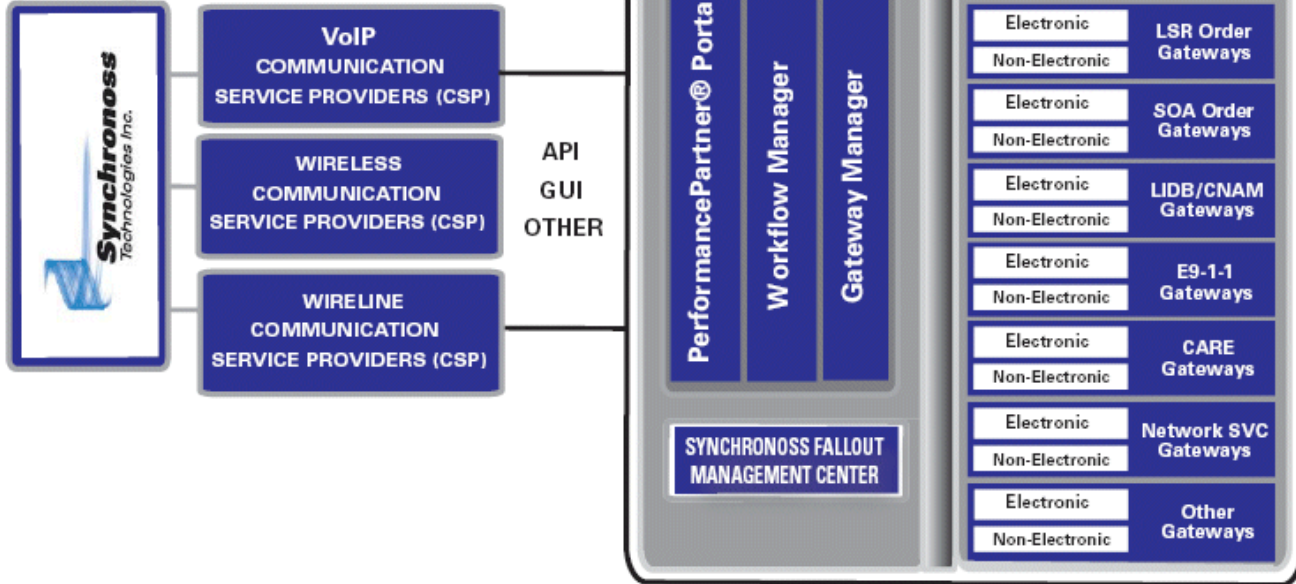 Synchronoss
Technologies Inc.
VoIP
COMMUNICATION
SERVICE PROVIDERS (CSP)
WIRELESS
COMMUNICATION
SERVICE PROVIDERS (CSP)
WIRELINE
COMMUNICATION
SERVICE PROVIDERS (CSP)
API
GUI
OTHER
PerformancePartner® Porta
Workflow Manager
Gateway Manager
SYNCHRONOSS FALLOUT
MANAGEMENT CENTER
Electronic
Non-Electronic
LSR Order
Gateways
Electronic
Non-Electronic
SOA Order
Gateways
Electronic
Non-Electronic
LIDB/CNAM
Gateways
Electronic
Non-Electronic
E9-1-1
Gateways
Electronic
Non-Electronic
CARE
Gateways
Electronic
Non-Electronic
Network SVC
Gateways
Electronic
Non-Electronic
Other
Gateways